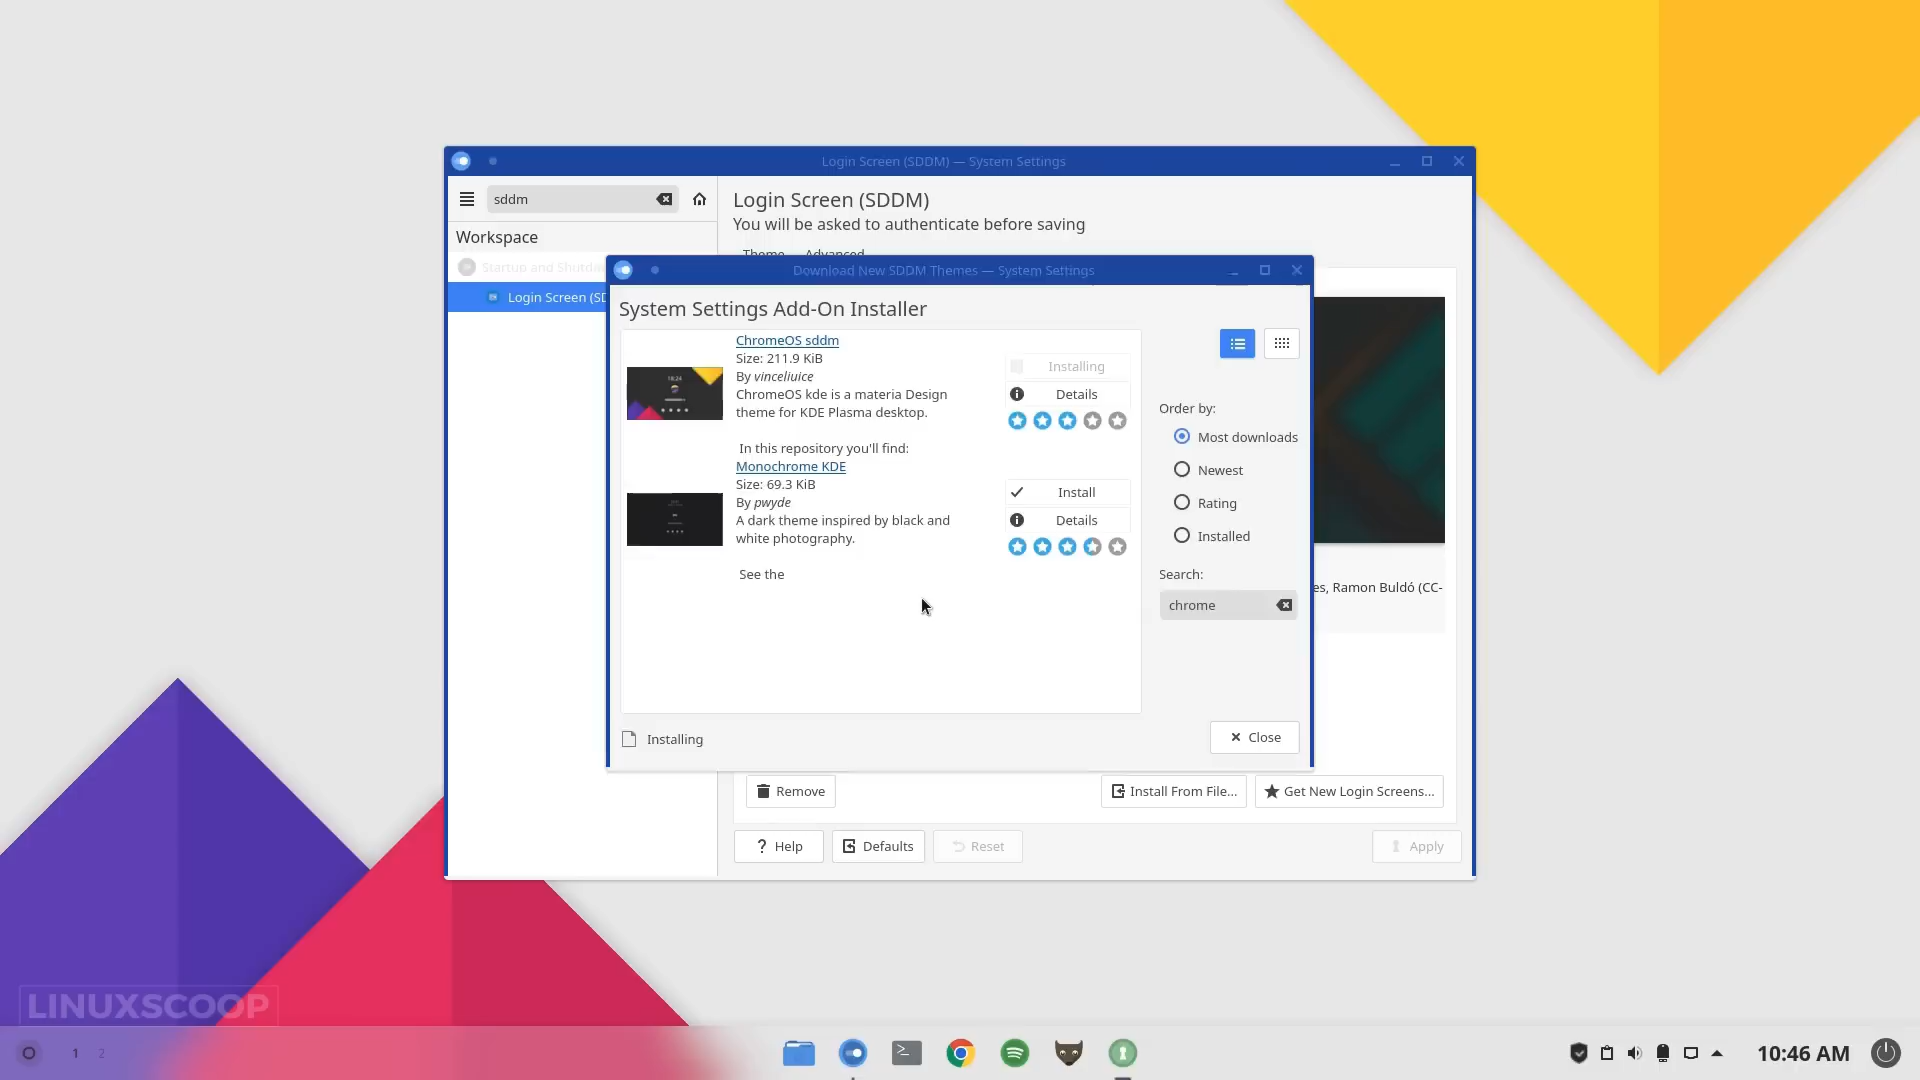 Login Screen (SDDM) — System Settings
sddm
Workspace
Startup and Shutdo
Login Screen (SD
Login Screen (SDDM)
You will be asked to authenticate before saving
Theme Advanced
Download New SDDM Themes — System Settings
System Settings Add-On Installer
ChromeOS sddm
Size: 211.9 KiB
By vinceliuice
ChromeOS kde is a materia Design
theme for KDE Plasma desktop.
In this repository you'll find:
Installing
Details
Monochrome KDE
Size: 69.3 KiB
By pwyde
A dark theme inspired by black and
white photography.
See the
Install
Details
Order by:
Most downloads
Newest
Rating
Installed
Search:
chrome
Installing
Close
es, Ramon Buldó (CC-
Remove
Install From File...
Get New Login Screens...
? Help
Defaults
Reset
Apply
LINUXSCOOP
1 2
10:46 AM